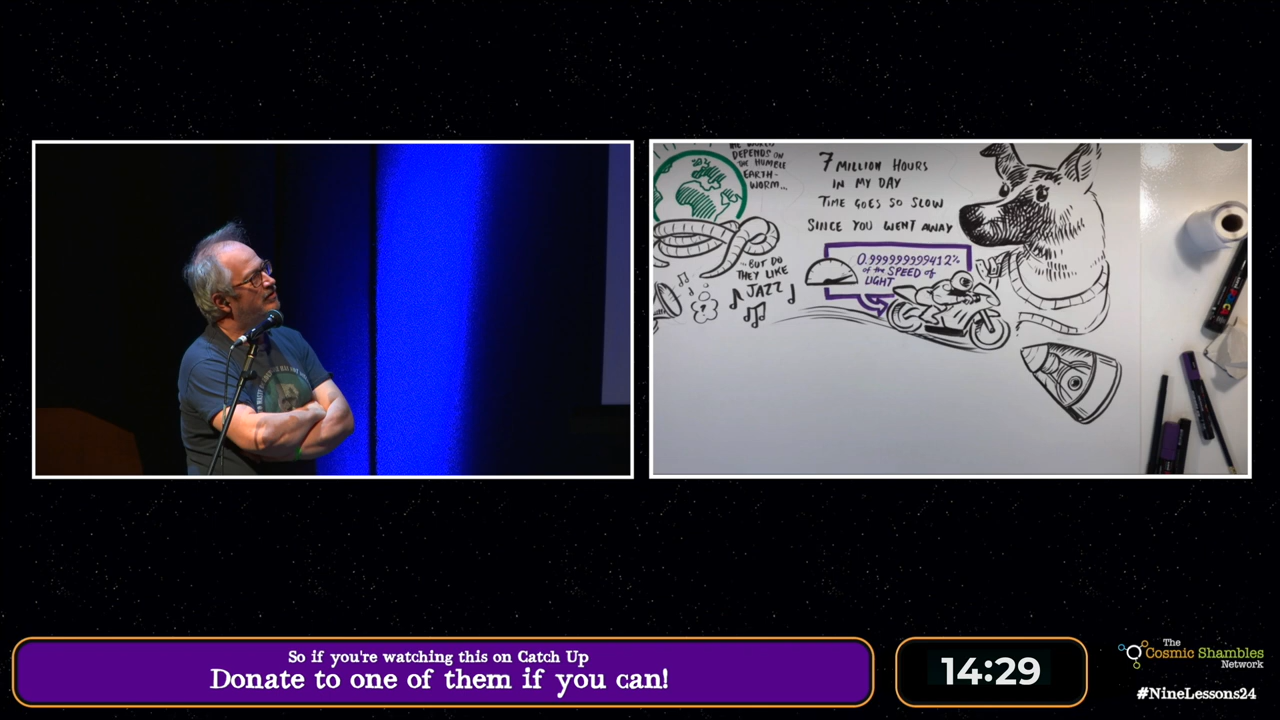 DEPENDS ON
THE HUMBLE
EARTH-
WORM...
...BUT DO
THEY LIKE
JAZZ
7 MILLION HOURS
IN MY DAY
TIME GOES SO SLOW
SINCE YOU WENT AWAY
0.999999999412%
of the SPEED of
LIGHT
So if you're watching this on Catch Up
Donate to one of them if you can!
14:29
The
Cosmic Shambles
Network
#NineLessons24